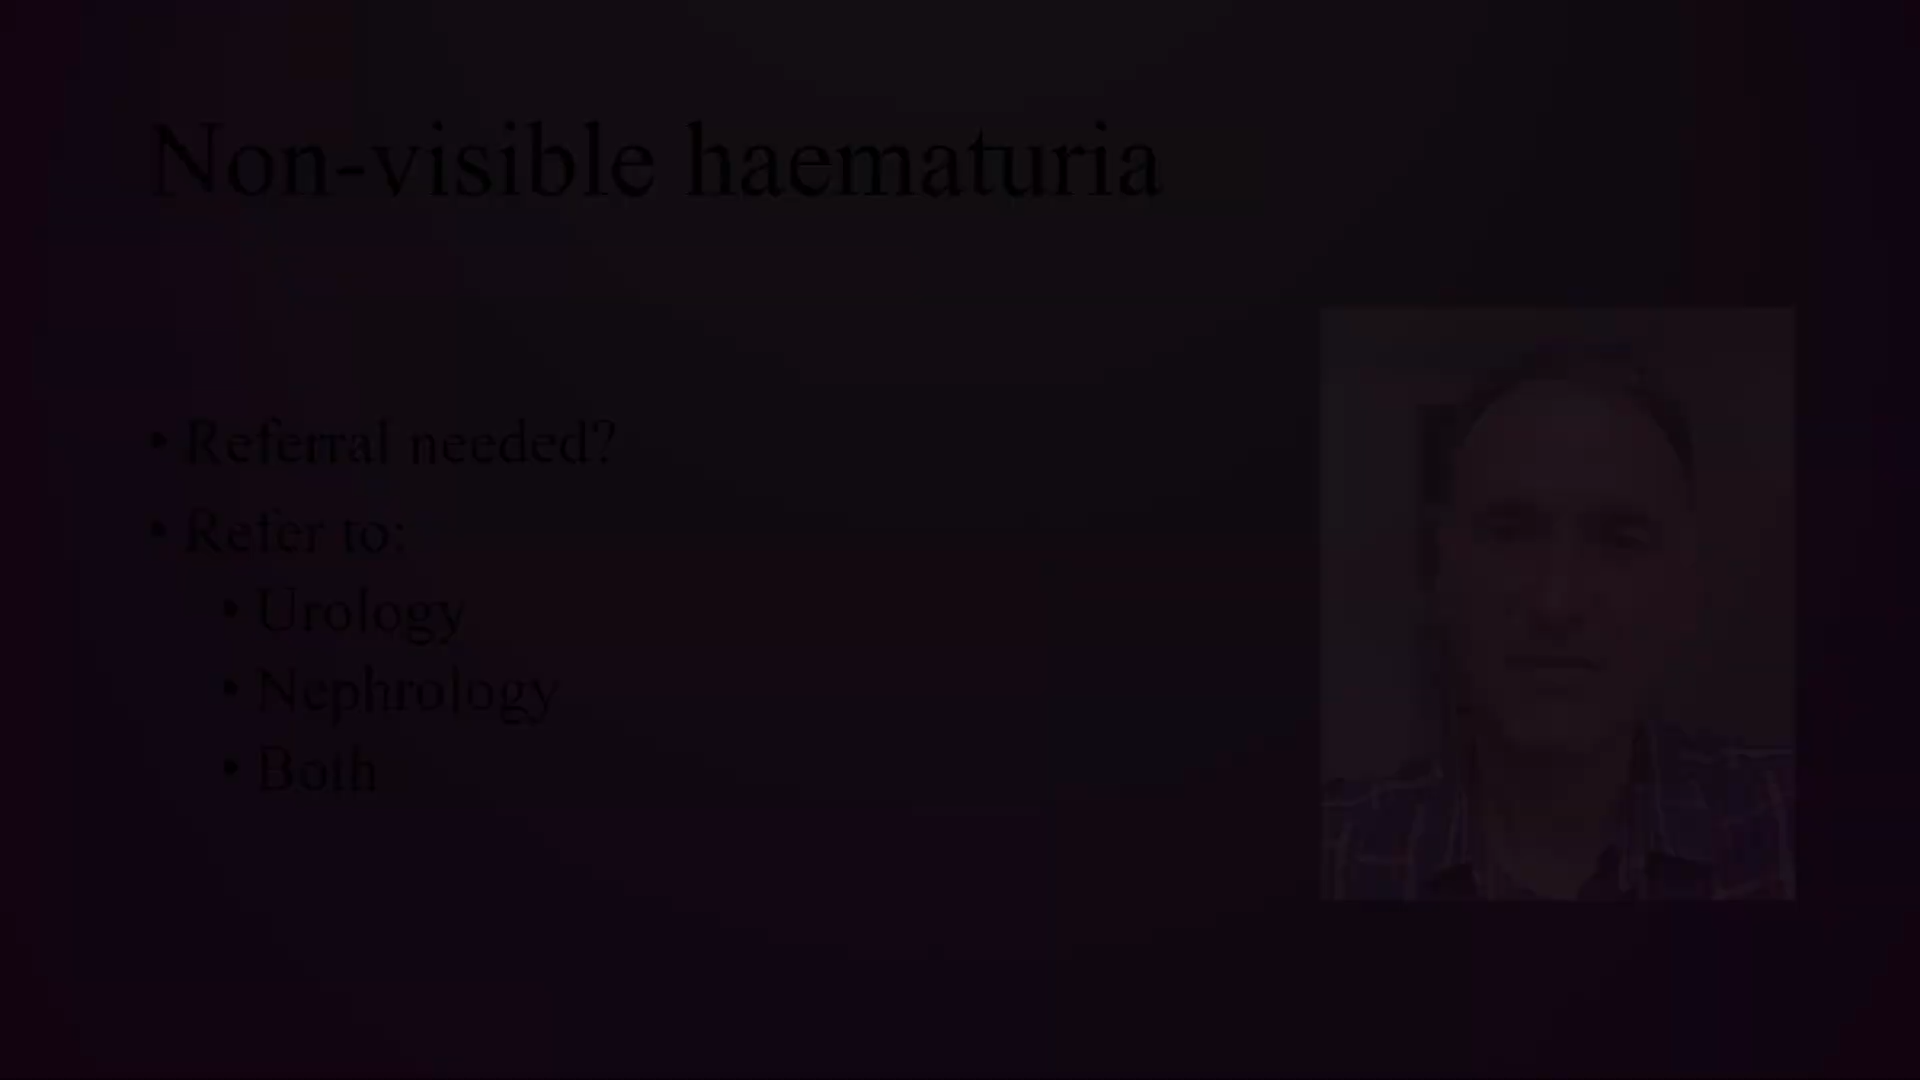 Non-visible haematuria
• Referral needed?
• Refer to:
• Urology
• Nephrology
• Both